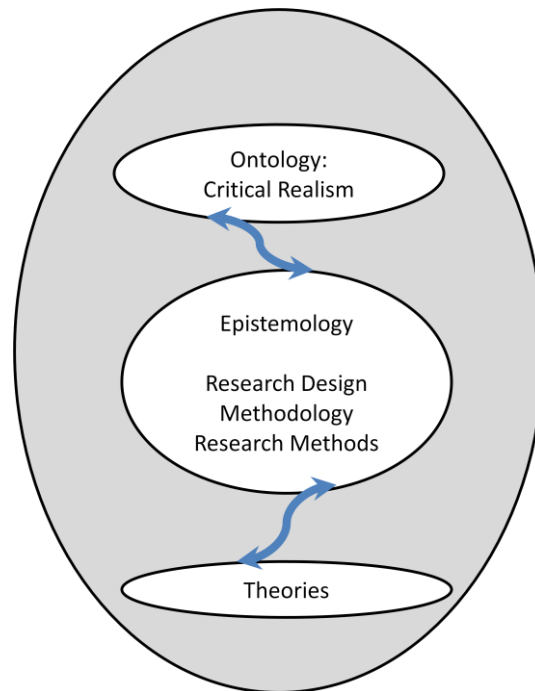 Ontology:
Critical Realism
Epistemology
Research Design
Methodology
Research Methods
Theories